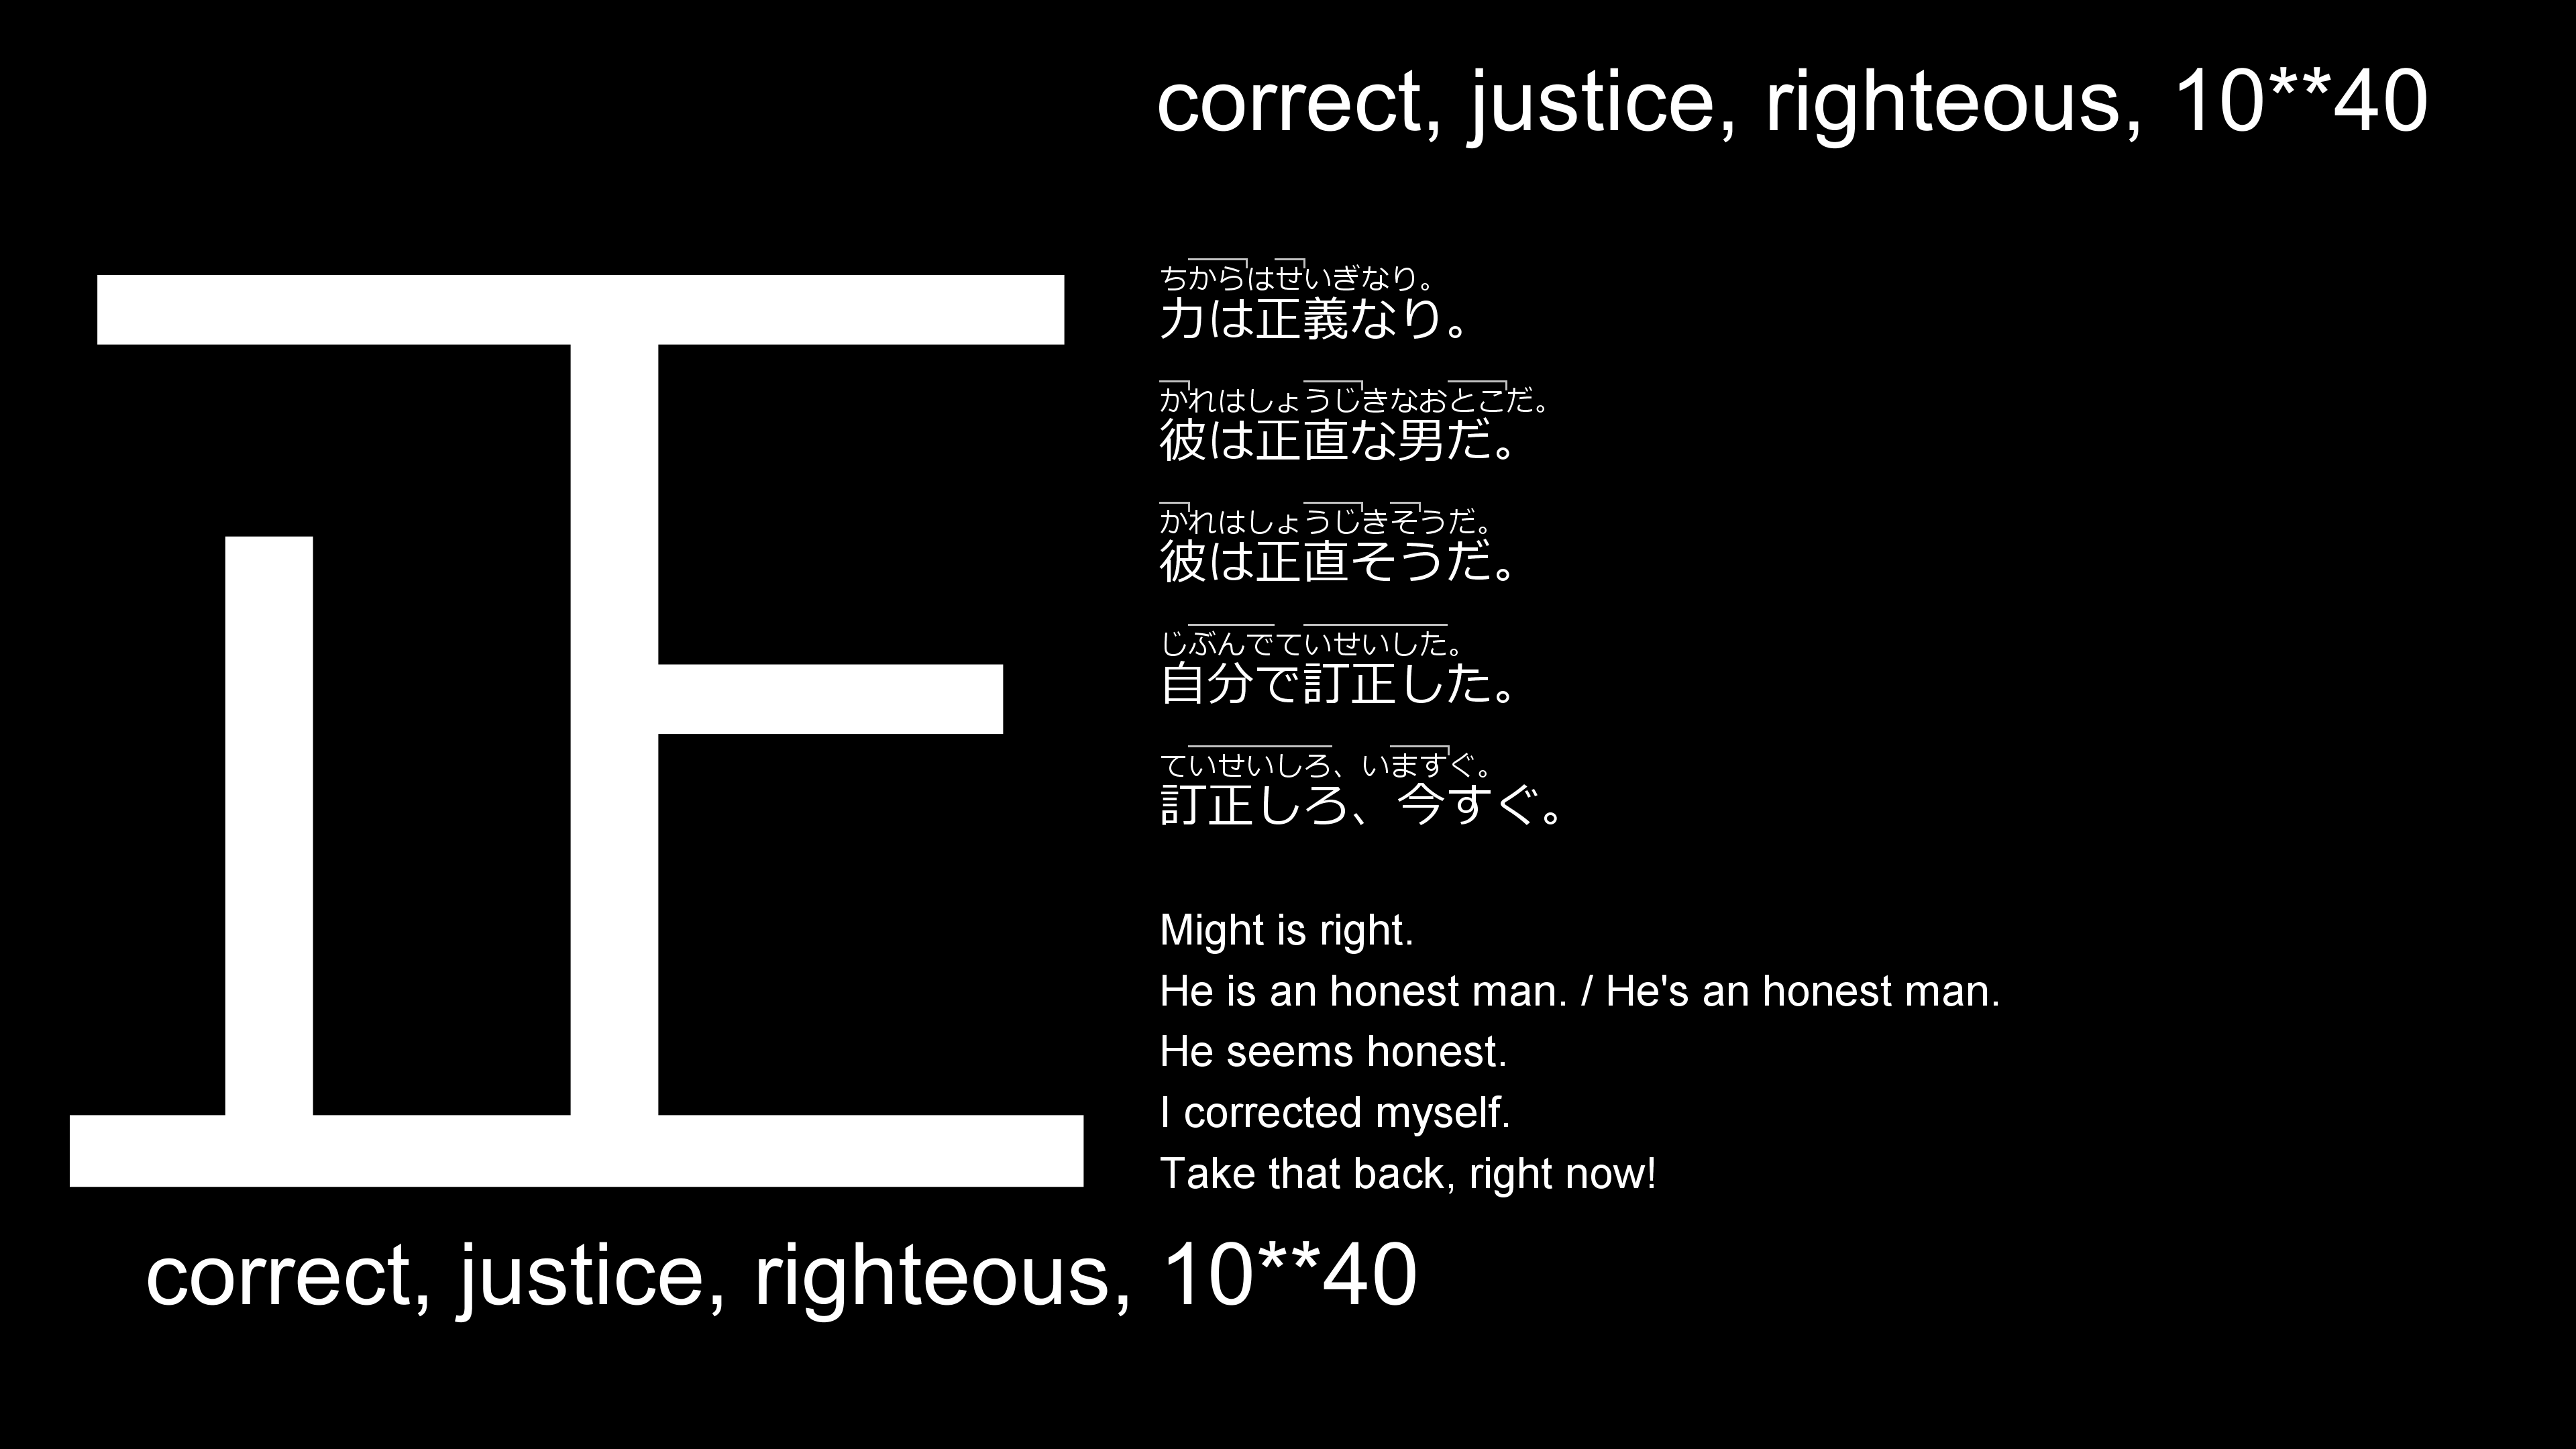 correct, justice, righteous, 10**40
正
ちからはせいぎなり。
力は正義なり。
かれはしょうじきなおとこだ。
彼は正直な男だ。
かれはしょうじきそうだ。
彼は正直そうだ。
じぶんでていせいした。
自分で訂正した。
ていせいしろ、いますぐ。
訂正しろ、今すぐ。
Might is right.
He is an honest man. / He's an honest man.
He seems honest.
I corrected myself.
Take that back, right now!
correct, justice, righteous, 10**40